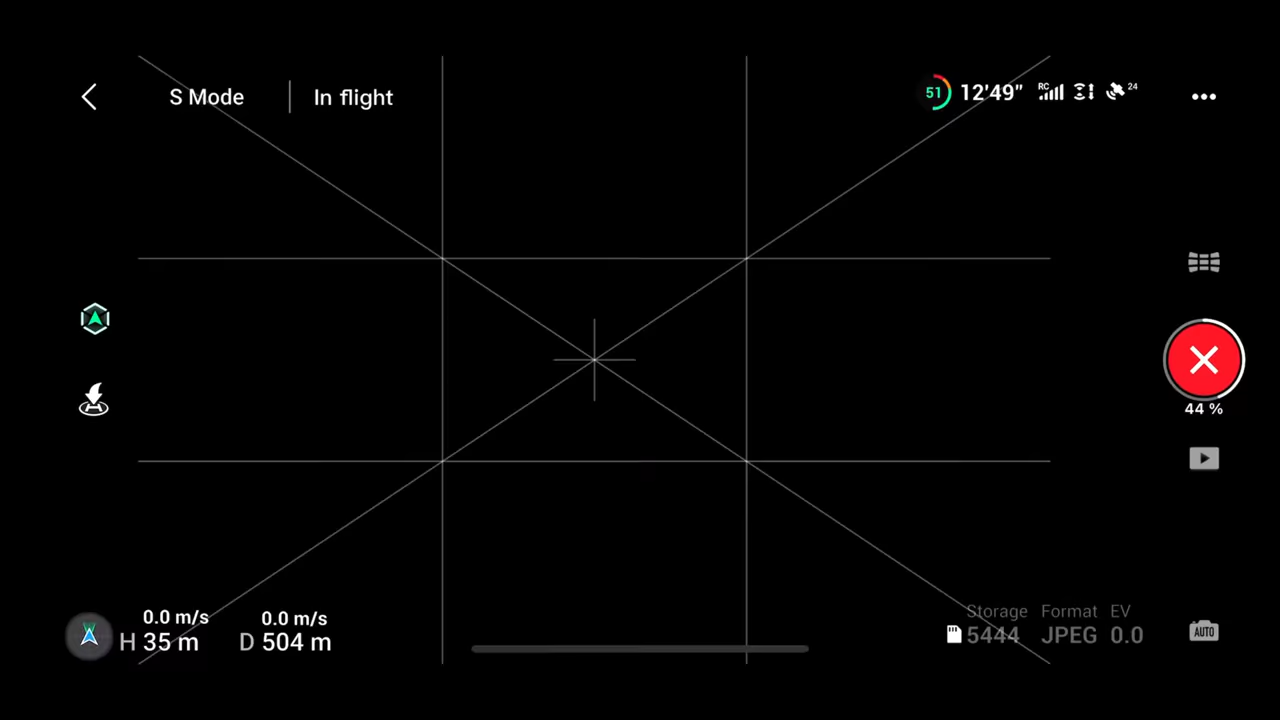 S Mode In flight
51 12'49" RC 24
44 %
0.0 m/s 0.0 m/s
H 35 m D 504 m
Storage Format EV
5444 JPEG 0.0
AUTO